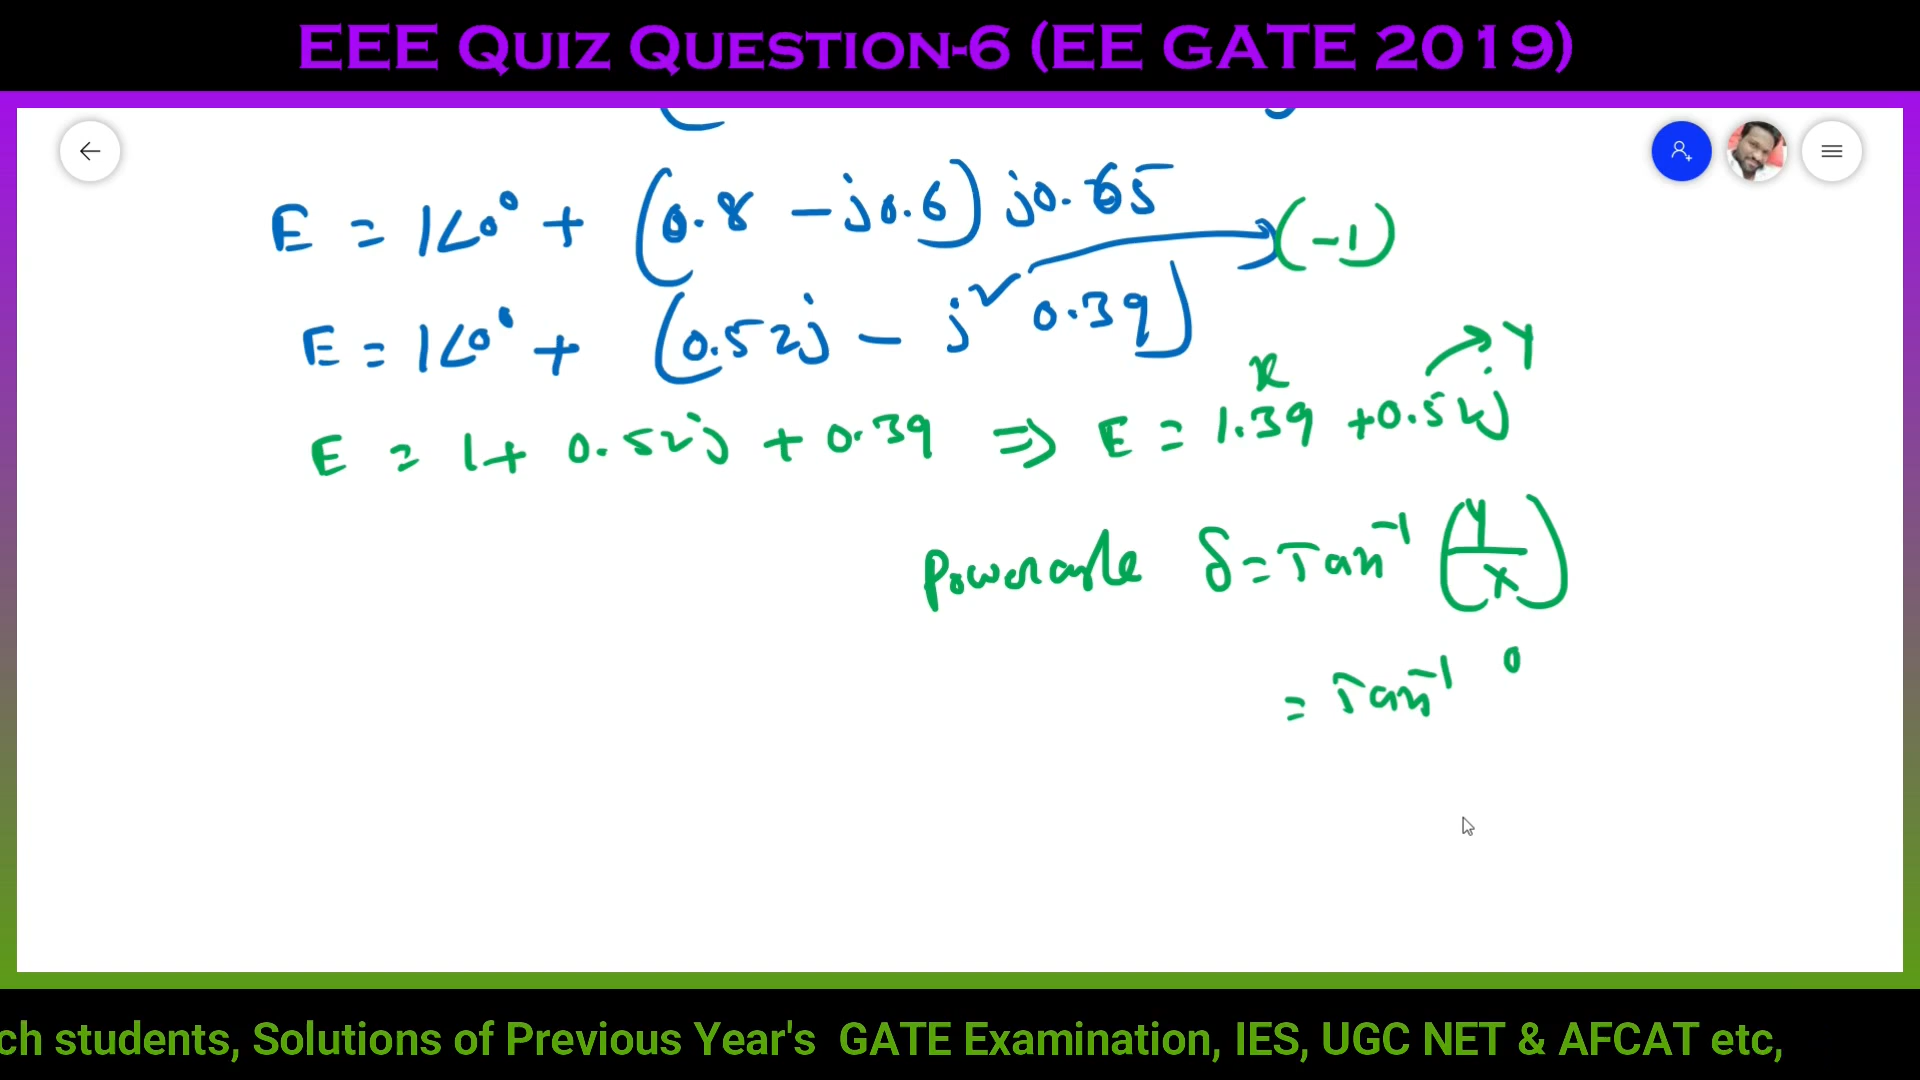 EEE QUIZ QUESTION-6 (EE GATE 2019)
E = 1∠0° + (0.8 - j0.6) j0.65
(-1)
E = 1∠0° + (0.52j - j² 0.39)
x
Y
E = 1 + 0.52j + 0.39 ⇒ E = 1.39 + 0.52j
Power angle δ = Tan⁻¹ (Y/X)
= Tan⁻¹ 0
ch students, Solutions of Previous Year's GATE Examination, IES, UGC NET & AFCAT etc,